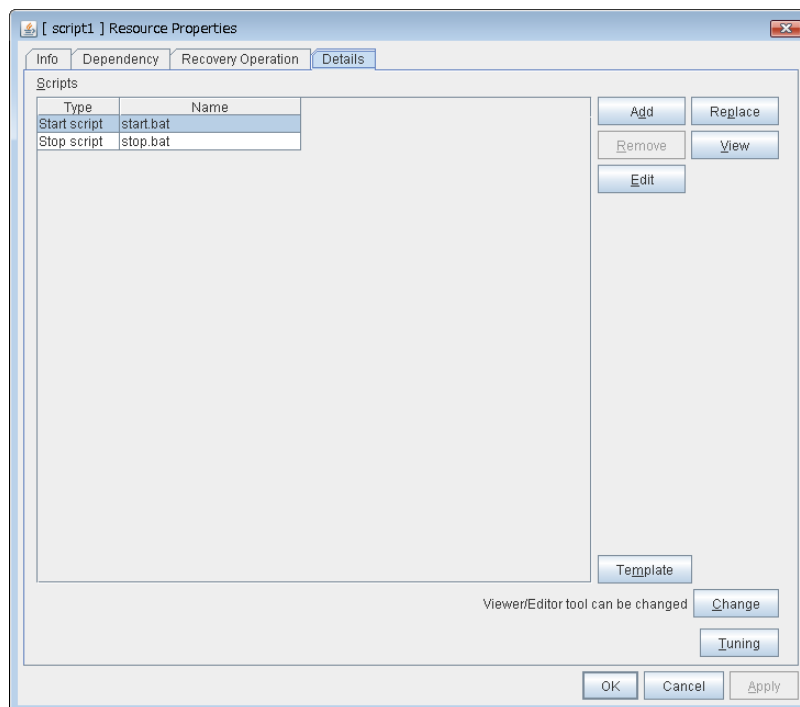 [ script1 ] Resource Properties
Info Dependency Recovery Operation Details
Scripts
Type Name
Start script start.bat
Stop script stop.bat
Add Replace
Remove View
Edit
Template
Viewer/Editor tool can be changed Change
Tuning
OK Cancel Apply